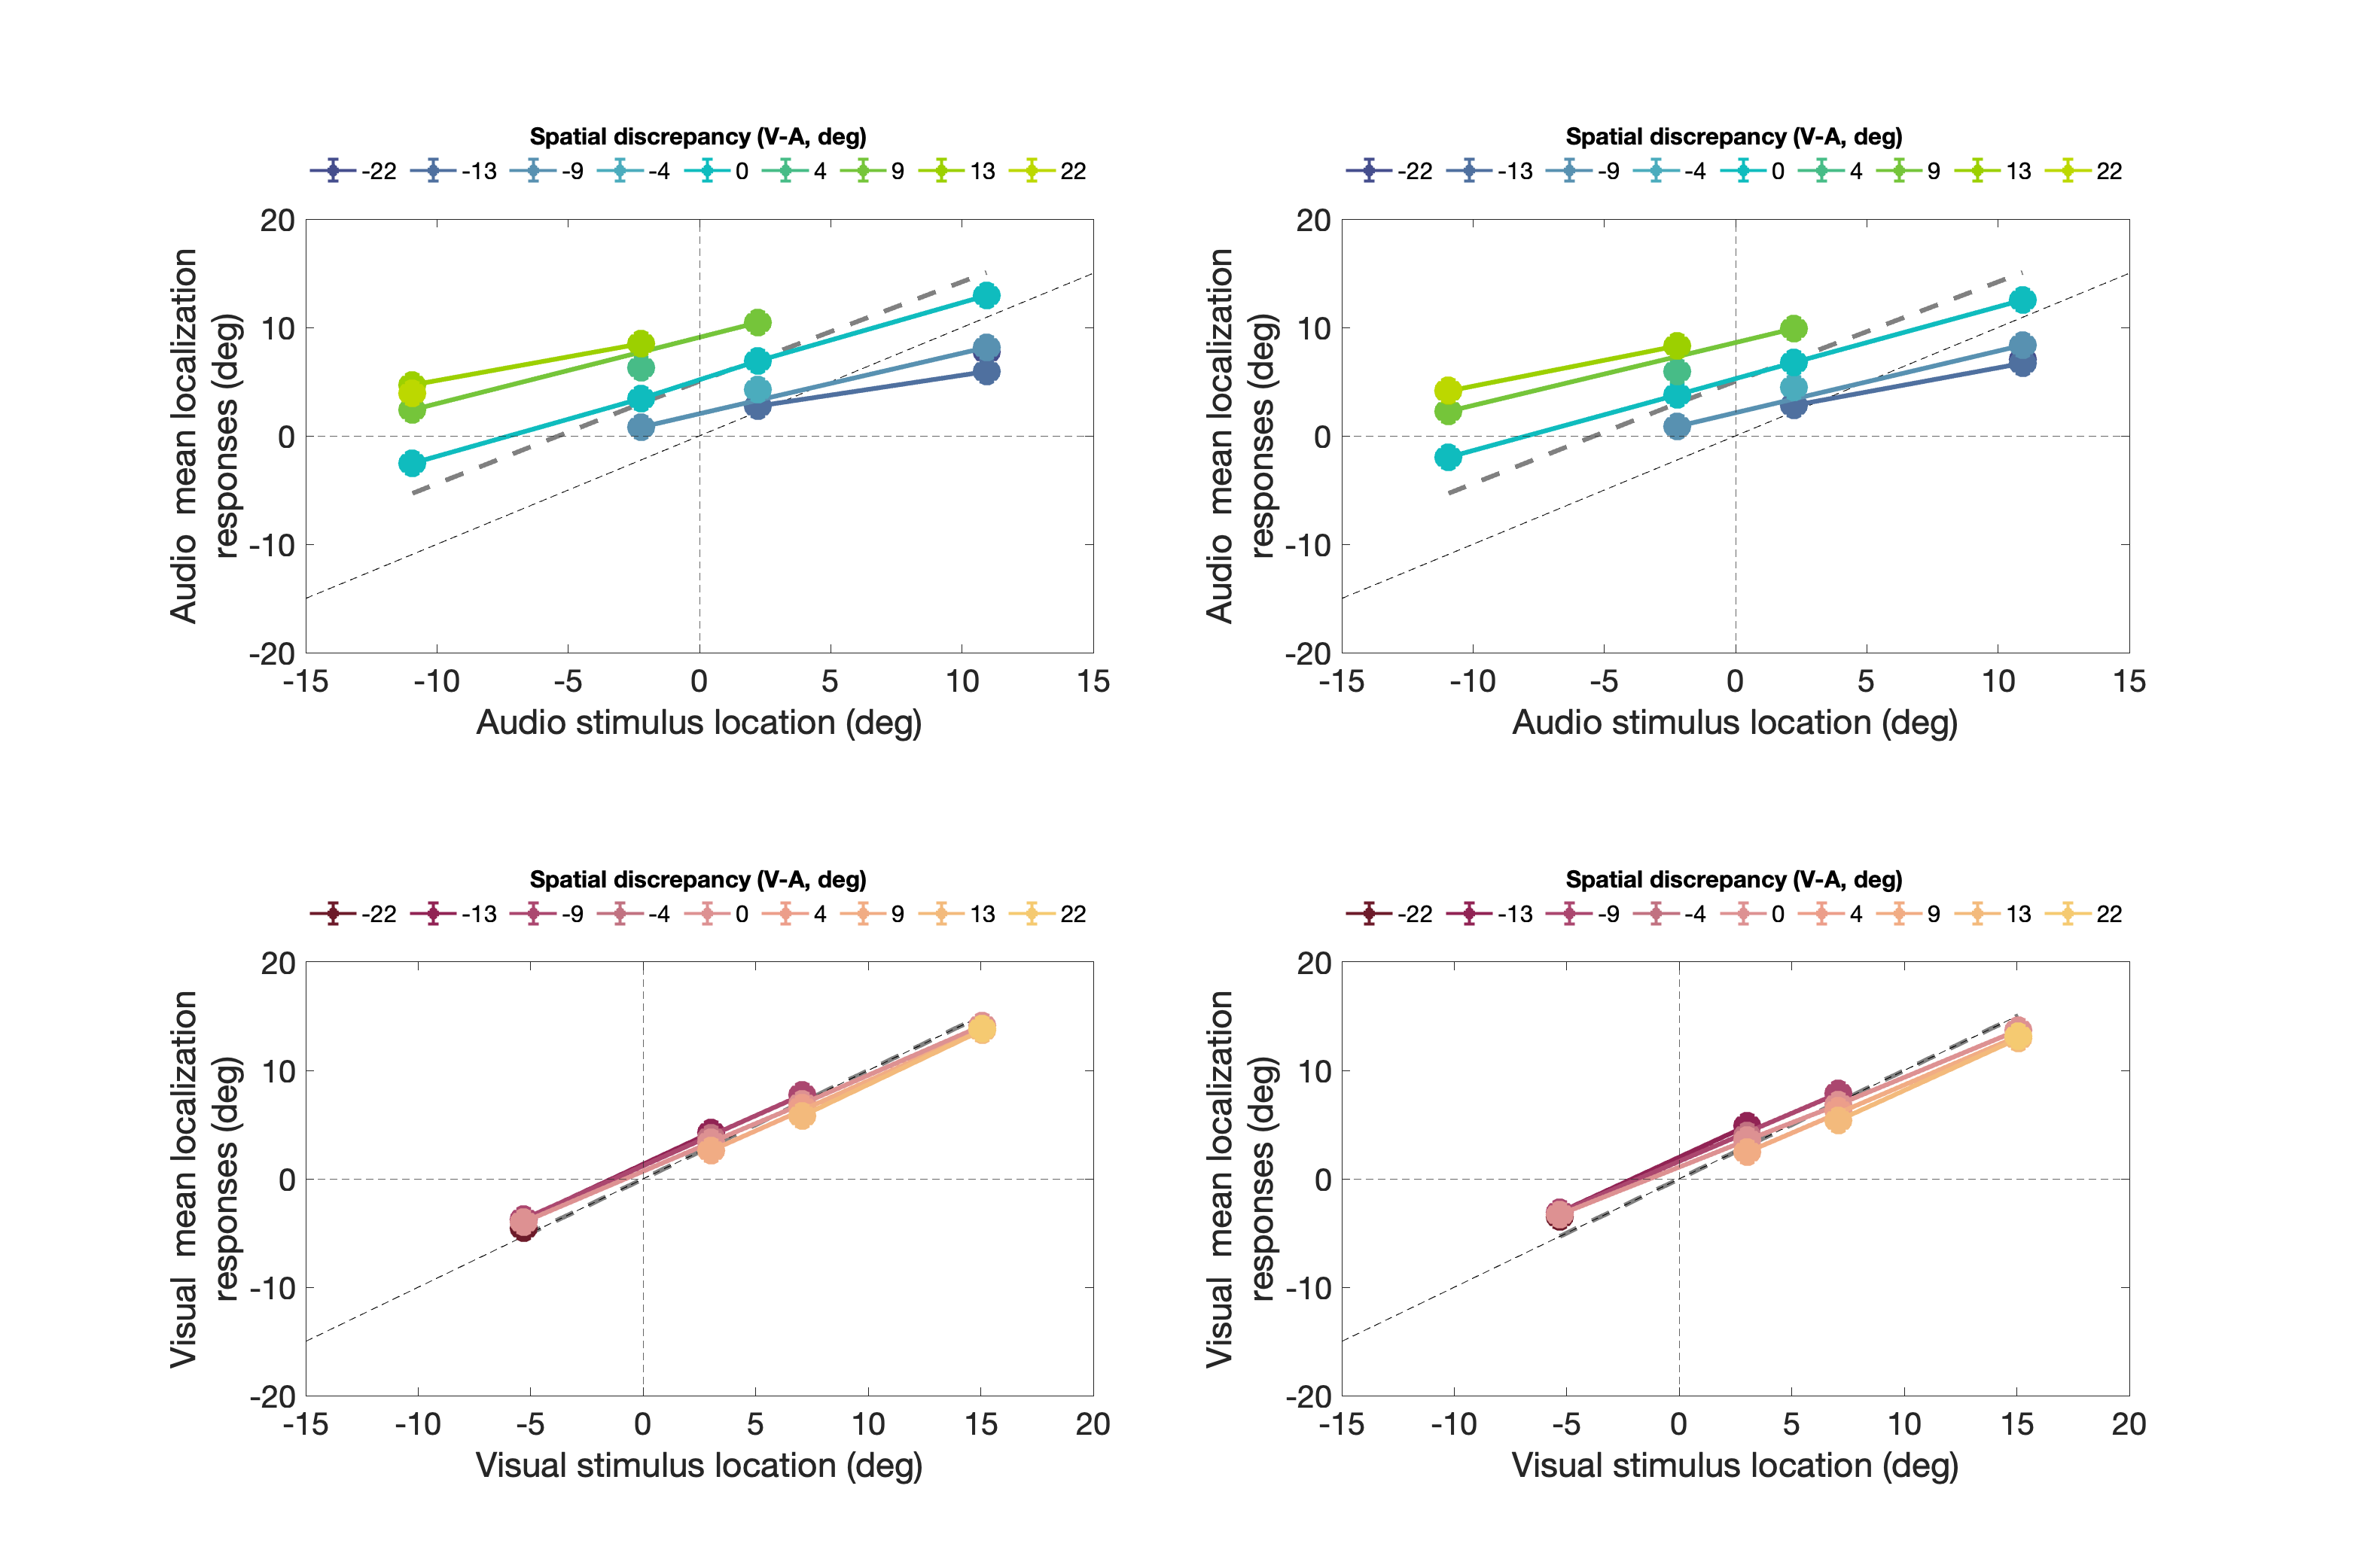 Spatial discrepancy (V-A, deg)
-22 -13 -9 -4 0 4 9 13 22
20
10
0
-10
-20
Audio mean localization
responses (deg)
-15 -10 -5 0 5 10 15
Audio stimulus location (deg)
Spatial discrepancy (V-A, deg)
-22 -13 -9 -4 0 4 9 13 22
20
10
0
-10
-20
Audio mean localization
responses (deg)
-15 -10 -5 0 5 10 15
Audio stimulus location (deg)
Spatial discrepancy (V-A, deg)
-22 -13 -9 -4 0 4 9 13 22
20
10
0
-10
-20
Visual mean localization
responses (deg)
-15 -10 -5 0 5 10 15 20
Visual stimulus location (deg)
Spatial discrepancy (V-A, deg)
-22 -13 -9 -4 0 4 9 13 22
20
10
0
-10
-20
Visual mean localization
responses (deg)
-15 -10 -5 0 5 10 15 20
Visual stimulus location (deg)